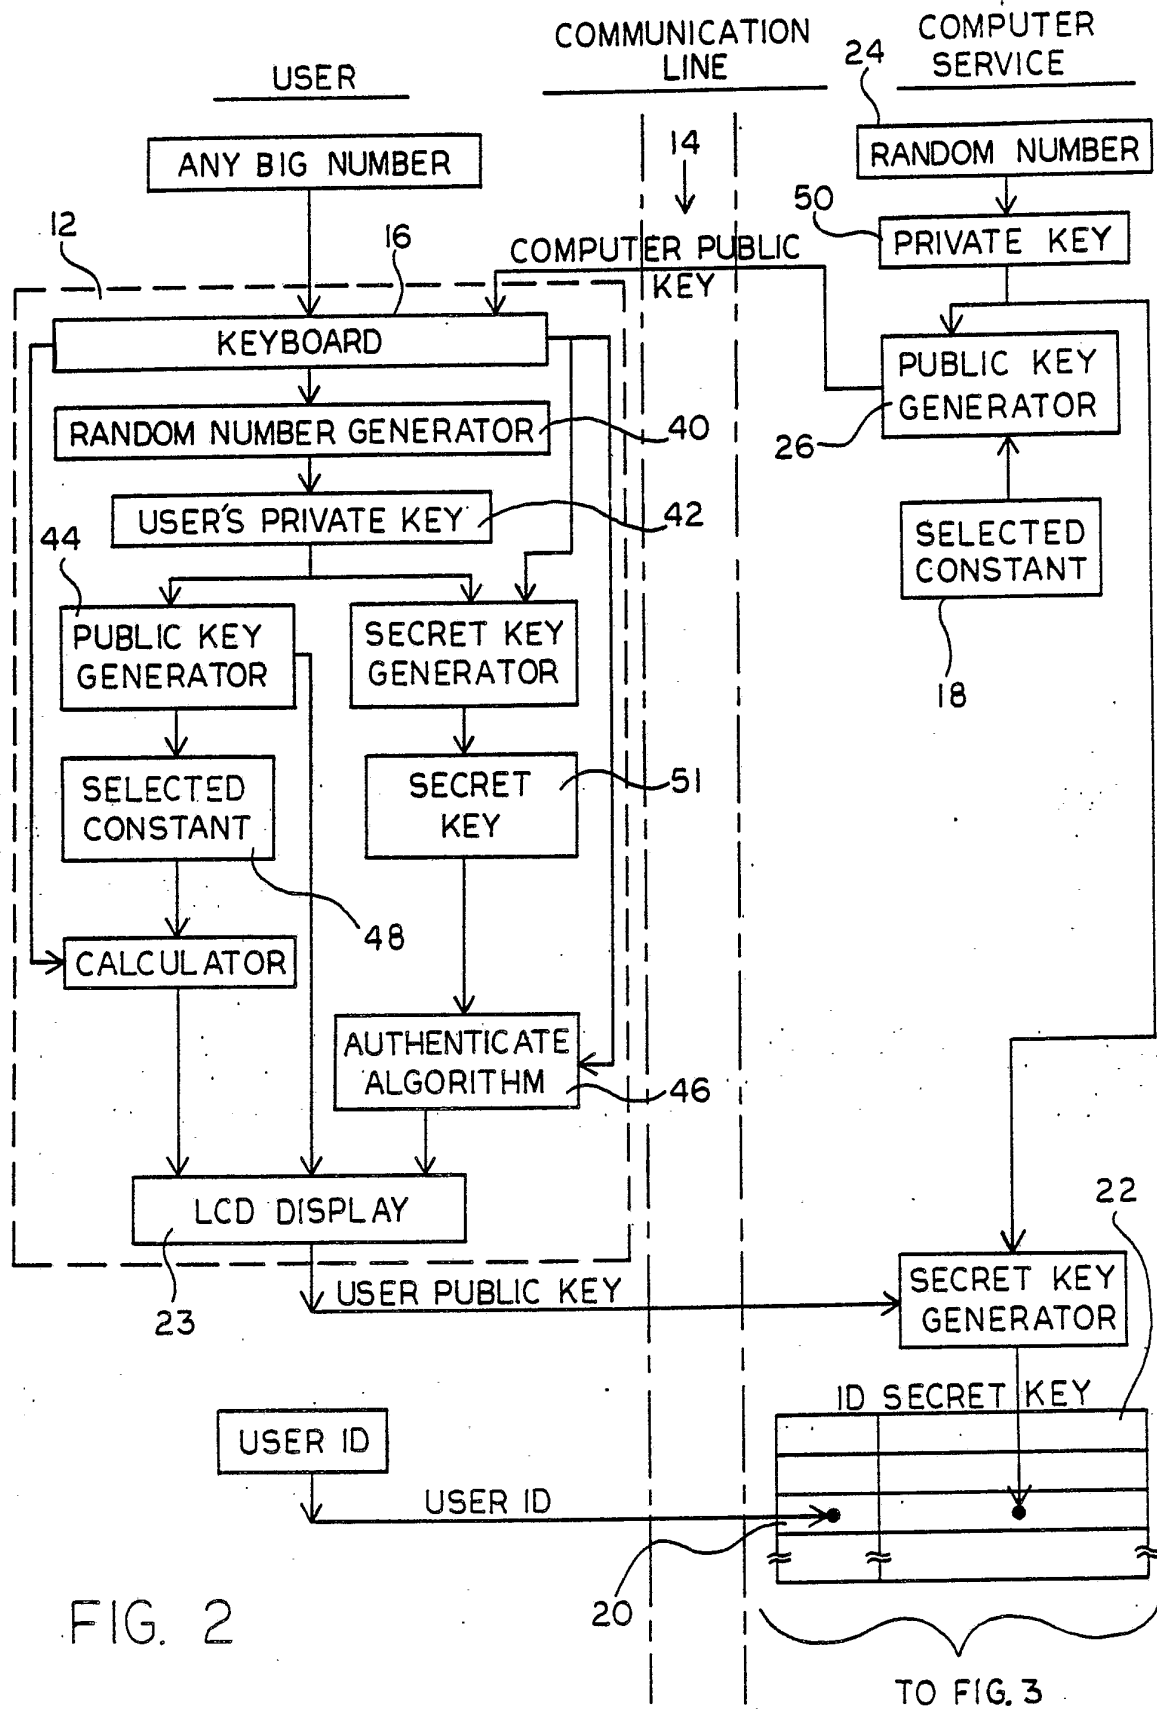 USER
COMMUNICATION
LINE
COMPUTER
SERVICE
24
ANY BIG NUMBER
14
RANDOM NUMBER
50
PRIVATE KEY
12
16
COMPUTER PUBLIC
KEY
KEYBOARD
PUBLIC KEY
GENERATOR
26
RANDOM NUMBER GENERATOR
40
USER'S PRIVATE KEY
42
SELECTED
CONSTANT
18
44
PUBLIC KEY
GENERATOR
SECRET KEY
GENERATOR
SELECTED
CONSTANT
48
SECRET
KEY
51
CALCULATOR
AUTHENTICATE
ALGORITHM
46
LCD DISPLAY
23
USER PUBLIC KEY
SECRET KEY
GENERATOR
22
ID SECRET KEY
USER ID
USER ID
20
FIG. 2
TO FIG. 3